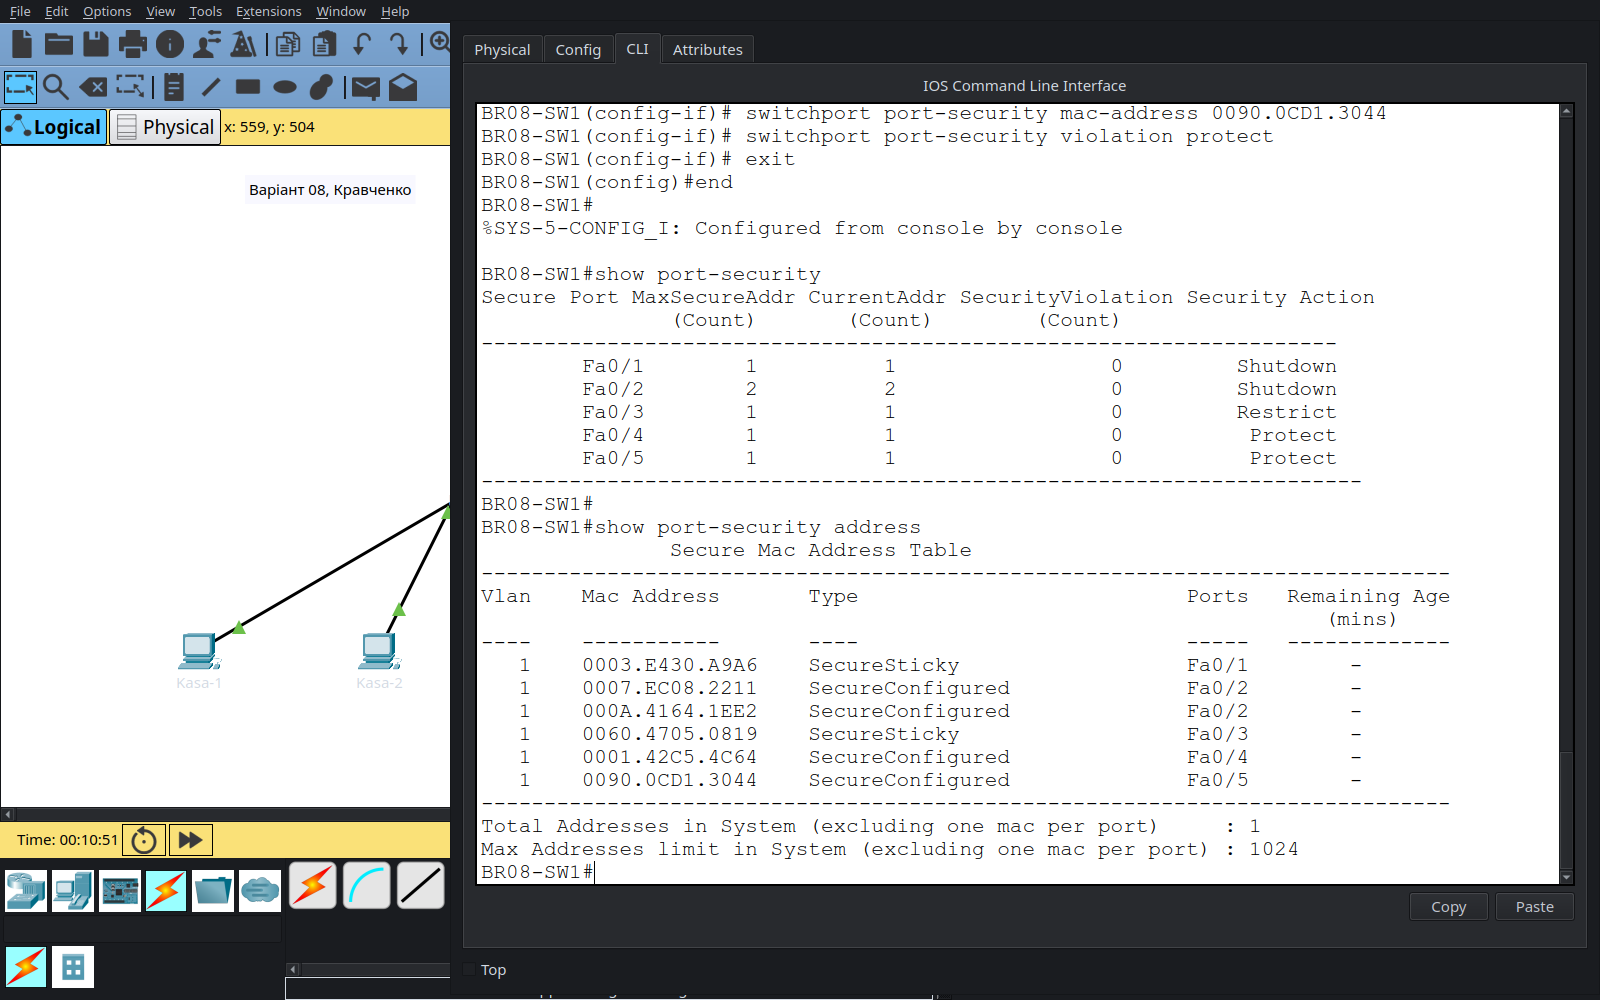 File Edit Options View Tools Extensions Window Help
Logical Physical x: 559, y: 504
Варіант 08, Кравченко
Kasa-1 Kasa-2
Time: 00:10:51
Physical Config CLI Attributes
IOS Command Line Interface
BR08-SW1(config-if)# switchport port-security mac-address 0090.0CD1.3044
BR08-SW1(config-if)# switchport port-security violation protect
BR08-SW1(config-if)# exit
BR08-SW1(config)#end
BR08-SW1#
%SYS-5-CONFIG_I: Configured from console by console
BR08-SW1#show port-security
Secure Port MaxSecureAddr CurrentAddr SecurityViolation Security Action
(Count) (Count) (Count)
--------------------------------------------------------------------
Fa0/1 1 1 0 Shutdown
Fa0/2 2 2 0 Shutdown
Fa0/3 1 1 0 Restrict
Fa0/4 1 1 0 Protect
Fa0/5 1 1 0 Protect
----------------------------------------------------------------------
BR08-SW1#
BR08-SW1#show port-security address
Secure Mac Address Table
-----------------------------------------------------------------------------
Vlan Mac Address Type Ports Remaining Age
(mins)
---- ----------- ---- ----- -------------
1 0003.E430.A9A6 SecureSticky Fa0/1 -
1 0007.EC08.2211 SecureConfigured Fa0/2 -
1 000A.4164.1EE2 SecureConfigured Fa0/2 -
1 0060.4705.0819 SecureSticky Fa0/3 -
1 0001.42C5.4C64 SecureConfigured Fa0/4 -
1 0090.0CD1.3044 SecureConfigured Fa0/5 -
-----------------------------------------------------------------------------
Total Addresses in System (excluding one mac per port) : 1
Max Addresses limit in System (excluding one mac per port) : 1024
BR08-SW1#
Copy Paste
Top